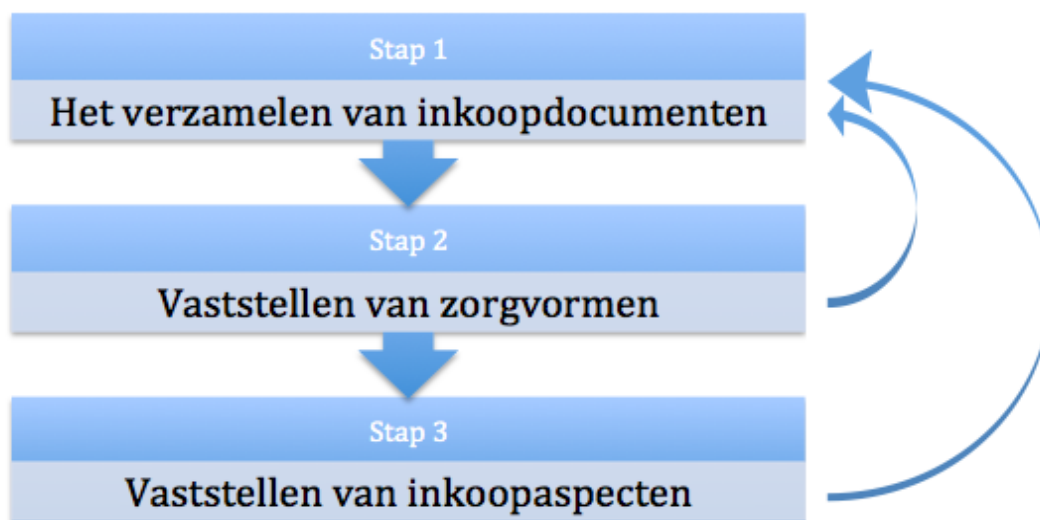 Stap 1
Het verzamelen van inkoopdocumenten
Stap 2
Vaststellen van zorgvormen
Stap 3
Vaststellen van inkoopaspecten